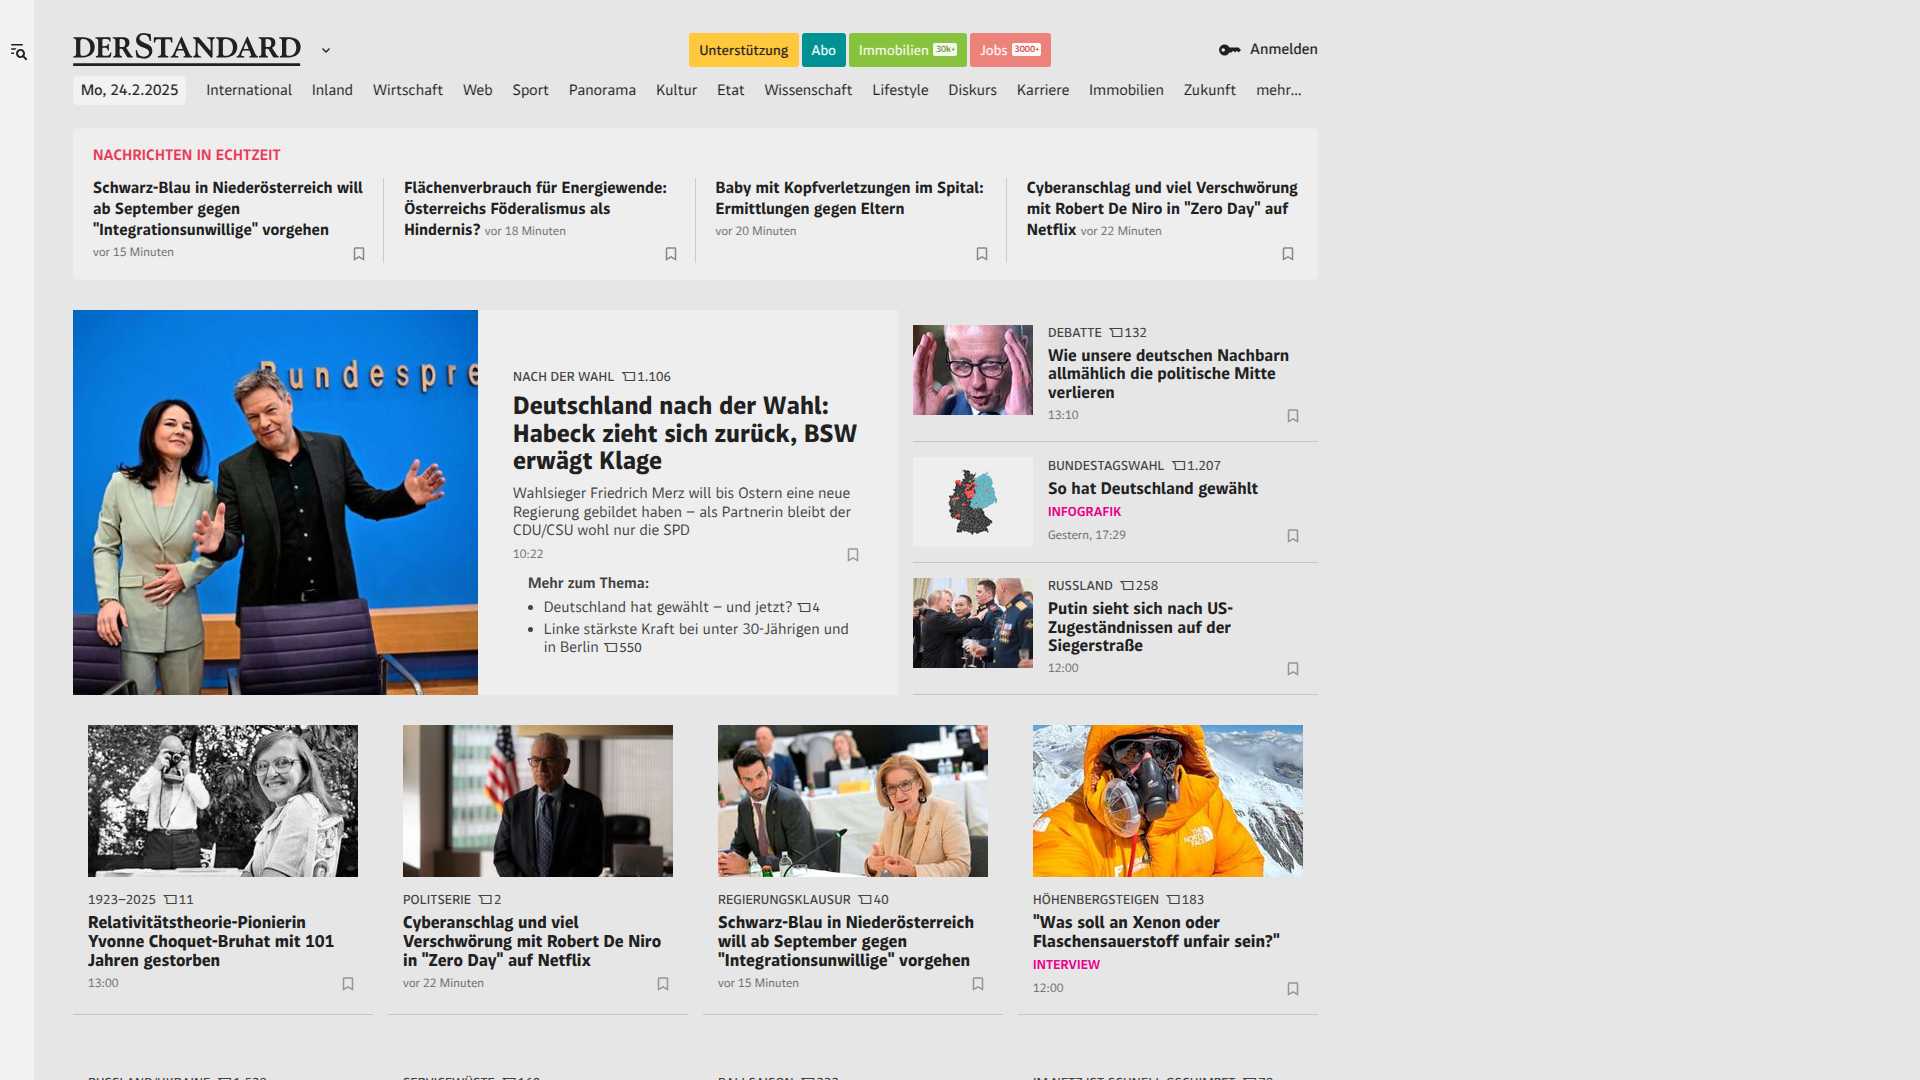 DERSTANDARD
Unterstützung
Abo
Immobilien 30k+
Jobs 3000+
Anmelden
Mo, 24.2.2025
International
Inland
Wirtschaft
Web
Sport
Panorama
Kultur
Etat
Wissenschaft
Lifestyle
Diskurs
Karriere
Immobilien
Zukunft
mehr...
NACHRICHTEN IN ECHTZEIT
Schwarz-Blau in Niederösterreich will
ab September gegen
"Integrationsunwillige" vorgehen
vor 15 Minuten
Flächenverbrauch für Energiewende:
Österreichs Föderalismus als
Hindernis? vor 18 Minuten
Baby mit Kopfverletzungen im Spital:
Ermittlungen gegen Eltern
vor 20 Minuten
Cyberanschlag und viel Verschwörung
mit Robert De Niro in "Zero Day" auf
Netflix vor 22 Minuten
Bundespre
NACH DER WAHL 1.106
Deutschland nach der Wahl:
Habeck zieht sich zurück, BSW
erwägt Klage
Wahlsieger Friedrich Merz will bis Ostern eine neue
Regierung gebildet haben – als Partnerin bleibt der
CDU/CSU wohl nur die SPD
10:22
Mehr zum Thema:
• Deutschland hat gewählt – und jetzt? 4
• Linke stärkste Kraft bei unter 30-Jährigen und
in Berlin 550
DEBATTE 132
Wie unsere deutschen Nachbarn
allmählich die politische Mitte
verlieren
13:10
BUNDESTAGSWAHL 1.207
So hat Deutschland gewählt
INFOGRAFIK
Gestern, 17:29
RUSSLAND 258
Putin sieht sich nach US-
Zugeständnissen auf der
Siegerstraße
12:00
1923–2025 11
Relativitätstheorie-Pionierin
Yvonne Choquet-Bruhat mit 101
Jahren gestorben
13:00
POLITSERIE 2
Cyberanschlag und viel
Verschwörung mit Robert De Niro
in "Zero Day" auf Netflix
vor 22 Minuten
REGIERUNGSKLAUSUR 40
Schwarz-Blau in Niederösterreich
will ab September gegen
"Integrationsunwillige" vorgehen
vor 15 Minuten
THE NORTH FACE
HÖHENBERGSTEIGEN 183
"Was soll an Xenon oder
Flaschensauerstoff unfair sein?"
INTERVIEW
12:00